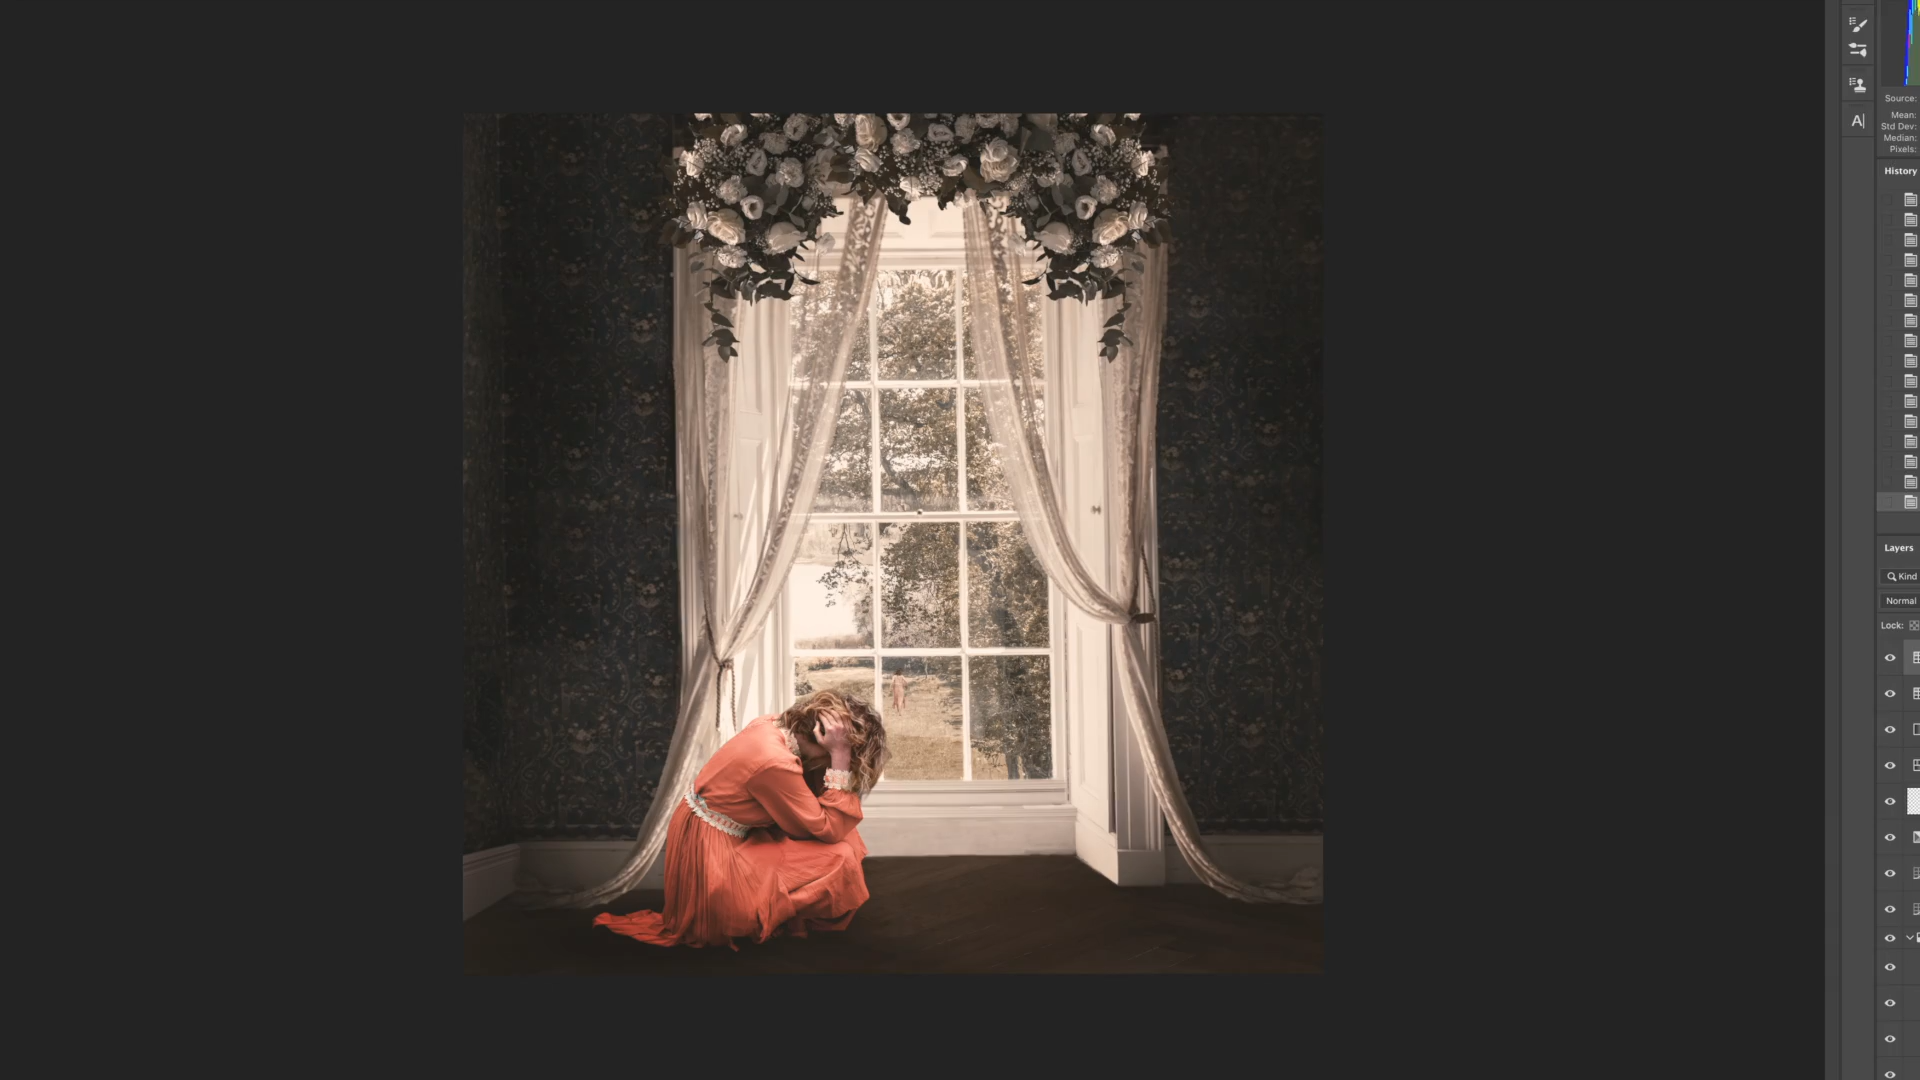 A|
Source:
Mean:
Std Dev:
Median:
Pixels:
History
Layers
Kind
Normal
Lock: